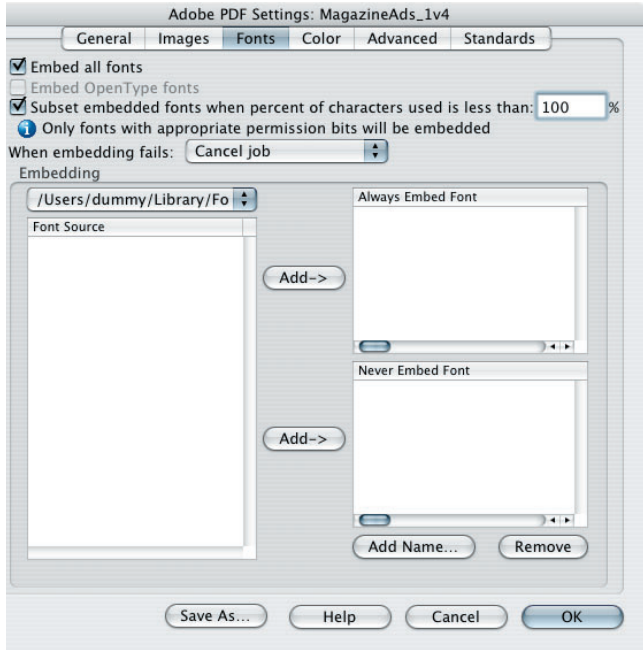 Adobe PDF Settings: MagazineAds_1v4
General Images Fonts Color Advanced Standards
Embed all fonts
Embed OpenType fonts
Subset embedded fonts when percent of characters used is less than: 100 %
Only fonts with appropriate permission bits will be embedded
When embedding fails: Cancel job
Embedding
/Users/dummy/Library/Fo
Font Source
Always Embed Font
Add->
Never Embed Font
Add->
Add Name... Remove
Save As... Help Cancel OK